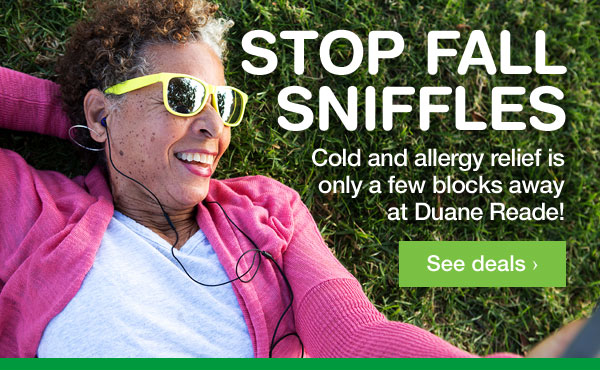 STOP FALL
SNIFFLES
Cold and allergy relief is
only a few blocks away
at Duane Reade!
See deals ›